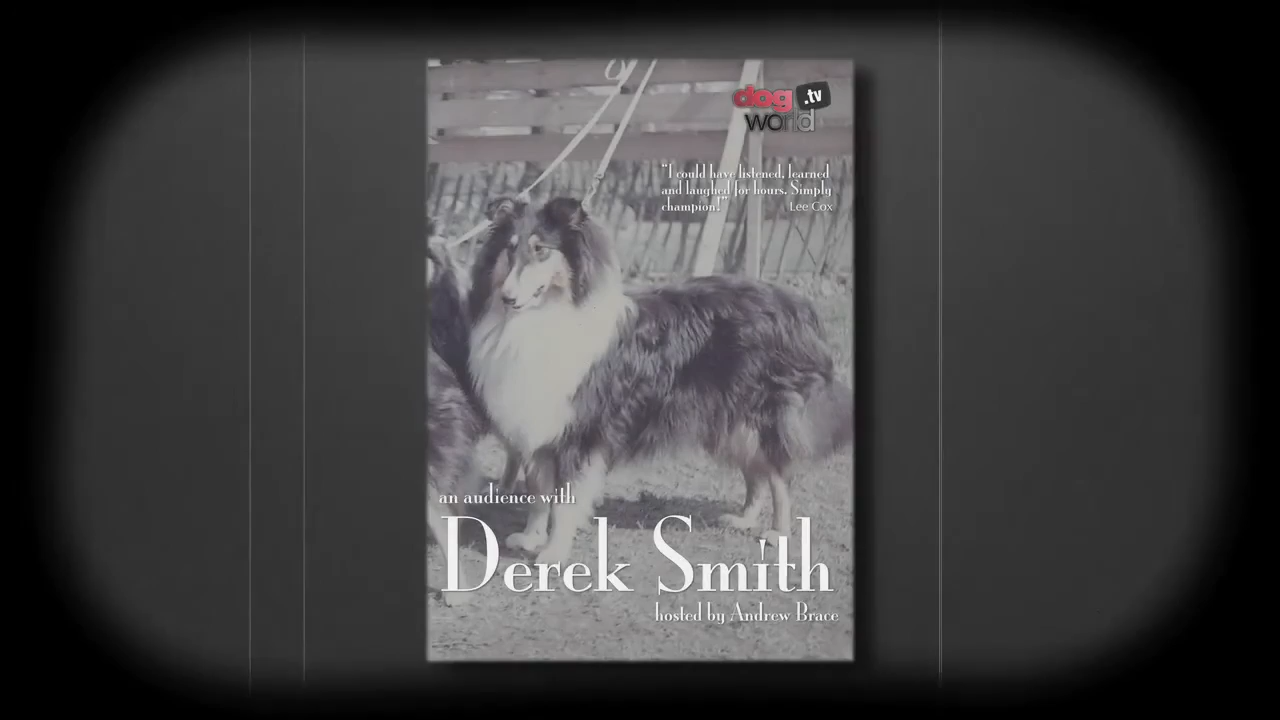 dog .tv
world
"I could have listened, learned
and laughed for hours. Simply
champion!" Lee Cox
an audience with
Derek Smith
hosted by Andrew Brace